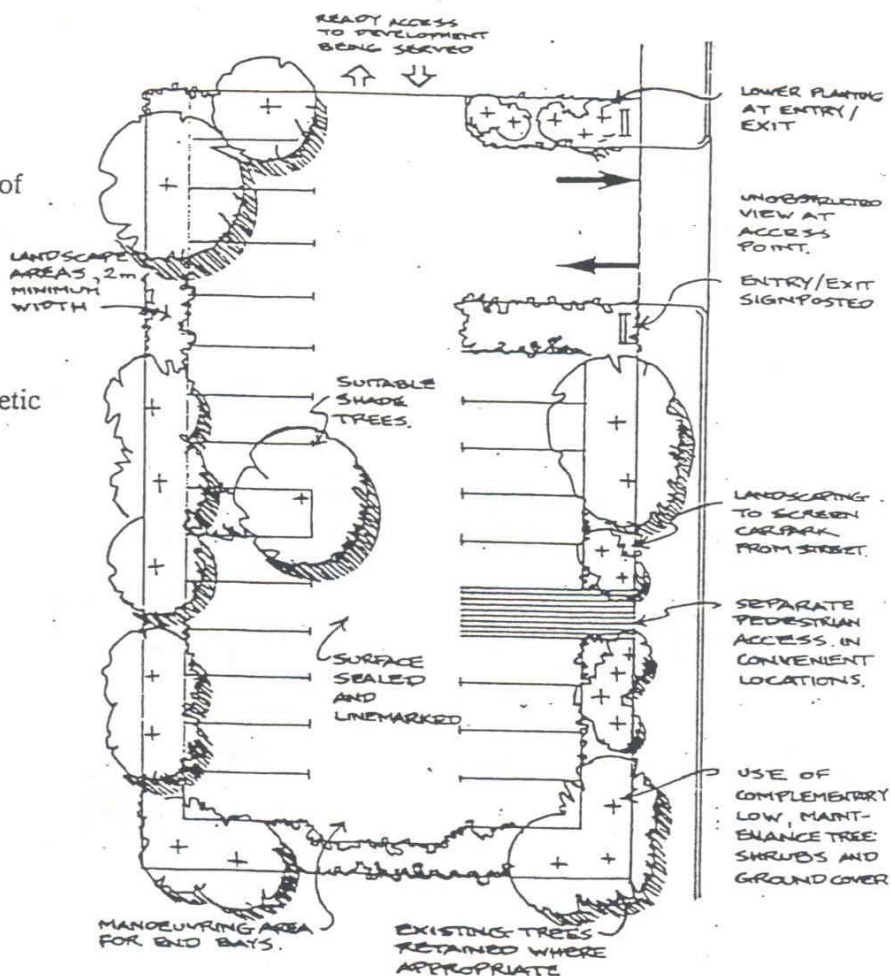 READY ACCESS
TO DEVELOPMENT
BEING SERVED
LOWER PLANTING
AT ENTRY/
EXIT
of
UNOBSTRUCTED
VIEW AT
ACCESS
POINT.
LANDSCAPE
AREAS, 2m
MINIMUM
WIDTH
ENTRY/EXIT
SIGNPOSTED
etic
SUITABLE
SHADE
TREES.
LANDSCAPING
TO SCREEN
CARPARK
FROM STREET.
SEPARATE
PEDESTRIAN
ACCESS. IN
CONVENIENT
LOCATIONS.
SURFACE
SEALED
AND
LINEMARKED
USE OF
COMPLEMENTARY
LOW, MAINT-
ENANCE TREE
SHRUBS AND
GROUND COVER
MANOEUVRING AREA
FOR END BAYS.
EXISTING TREES
RETAINED WHERE
APPROPRIATE